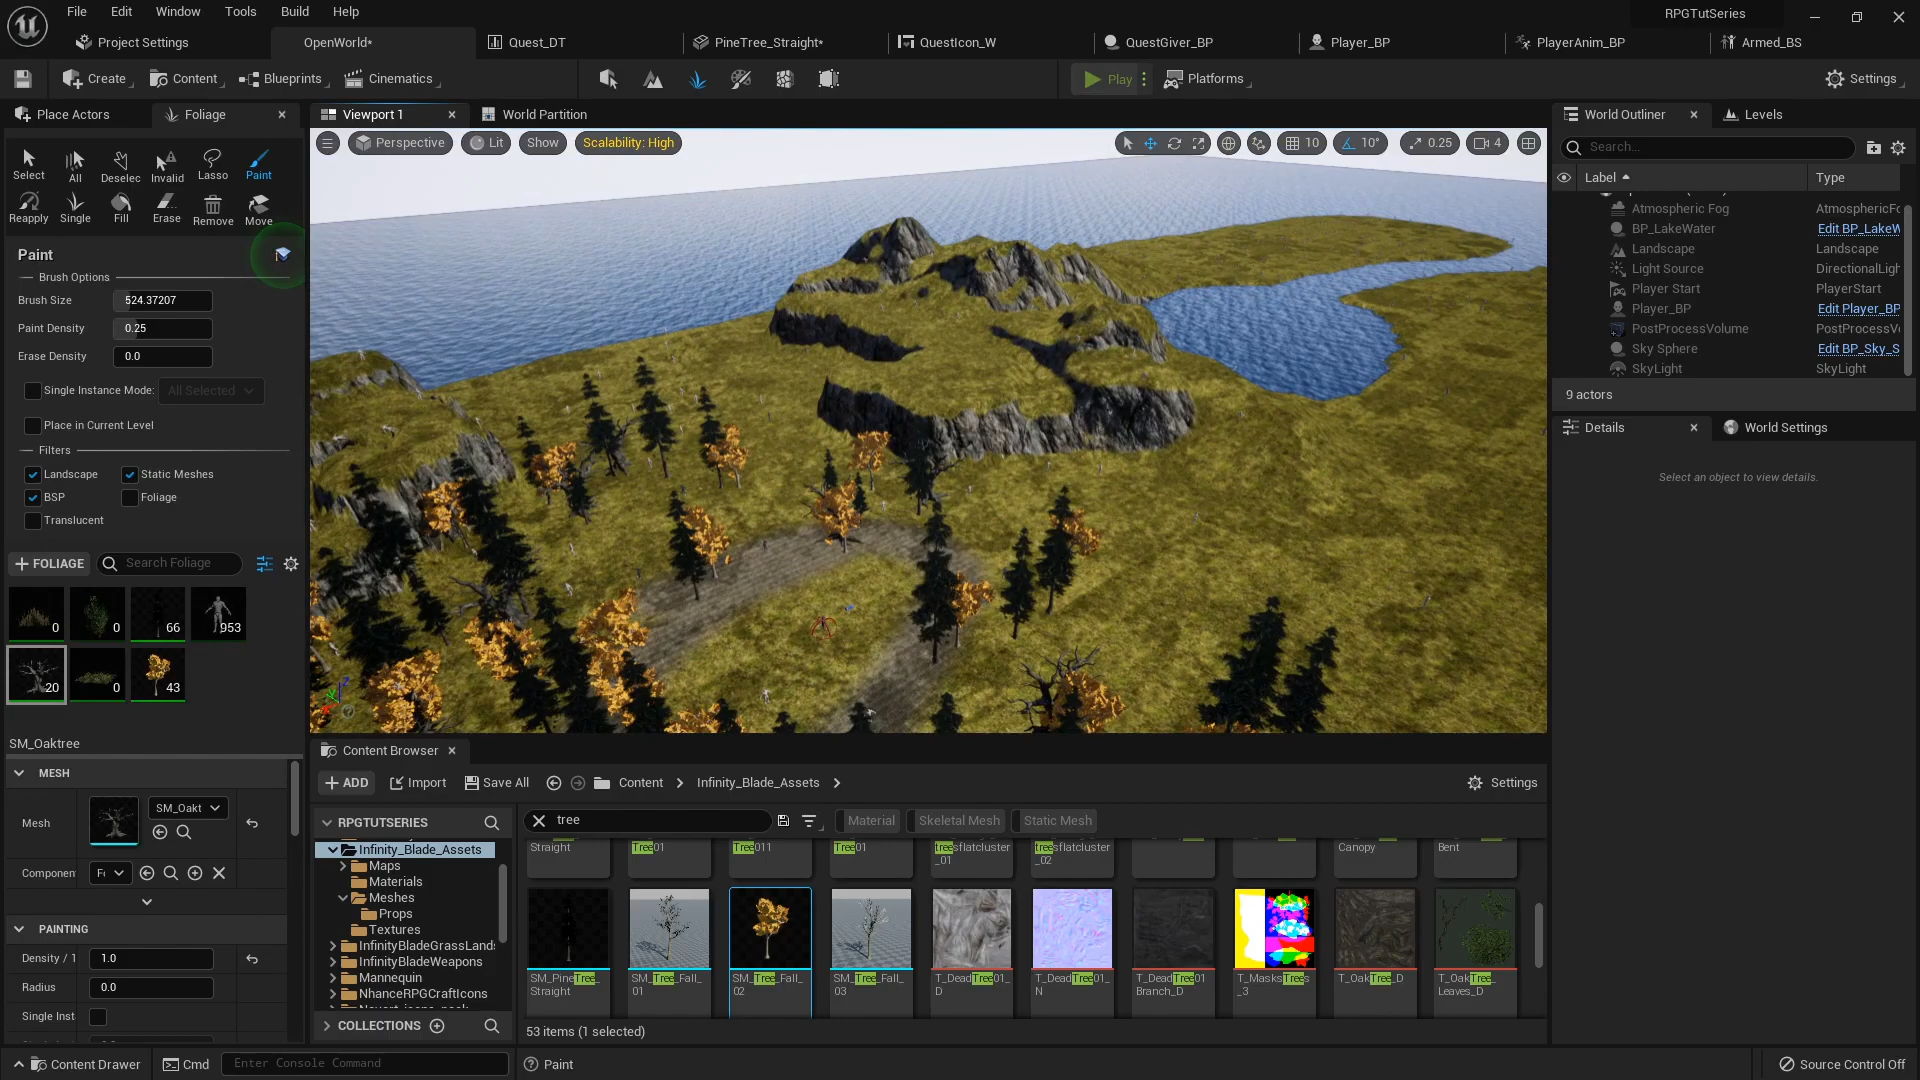 File Edit Window Tools Build Help
RPGTutSeries
Project Settings
OpenWorld*
Quest_DT
PineTree_Straight*
QuestIcon_W
QuestGiver_BP
Player_BP
PlayerAnim_BP
Armed_BS
Create
Content
Blueprints
Cinematics
Play
Platforms
Settings
Place Actors
Foliage
Viewport 1
World Partition
World Outliner
Levels
Select
All
Deselec
Invalid
Lasso
Paint
Reapply
Single
Fill
Erase
Remove
Move
Perspective
Lit
Show
Scalability: High
10
10°
0.25
4
Search...
Label
Type
Atmospheric Fog
AtmosphericFc
BP_LakeWater
Edit BP_LakeW
Landscape
Landscape
Light Source
DirectionalLigh
Player Start
PlayerStart
Player_BP
Edit Player_BP
PostProcessVolume
PostProcessV
Sky Sphere
Edit BP_Sky_S
SkyLight
SkyLight
9 actors
Details
World Settings
Select an object to view details.
Paint
Brush Options
Brush Size 524.37207
Paint Density 0.25
Erase Density 0.0
Single Instance Mode: All Selected
Place in Current Level
Filters
Landscape Static Meshes
BSP Foliage
Translucent
FOLIAGE
Search Foliage
0
0
66
953
20
0
43
SM_Oaktree
MESH
Mesh
SM_Oakt
Componen
PAINTING
Density / 1 1.0
Radius 0.0
Single Inst
Content Browser
ADD
Import
Save All
Content
Infinity_Blade_Assets
Settings
RPGTUTSERIES
tree
Material
Skeletal Mesh
Static Mesh
Infinity_Blade_Assets
Maps
Materials
Meshes
Props
Textures
InfinityBladeGrassLand
InfinityBladeWeapons
Mannequin
NhanceRPGCraftIcons
COLLECTIONS
Straight
Tree01
Tree011
Tree01
treesflatcluster
_01
treesflatcluster
_02
Canopy
Bent
SM_PineTree_
Straight
SM_Tree_Fall_
01
SM_Tree_Fall_
02
SM_Tree_Fall_
03
T_DeadTree01_
D
T_DeadTree01_
N
T_DeadTree01
Branch_D
T_MasksTrees
_3
T_OakTree_D
T_OakTree_
Leaves_D
53 items (1 selected)
Content Drawer
Cmd
Enter Console Command
Paint
Source Control Off